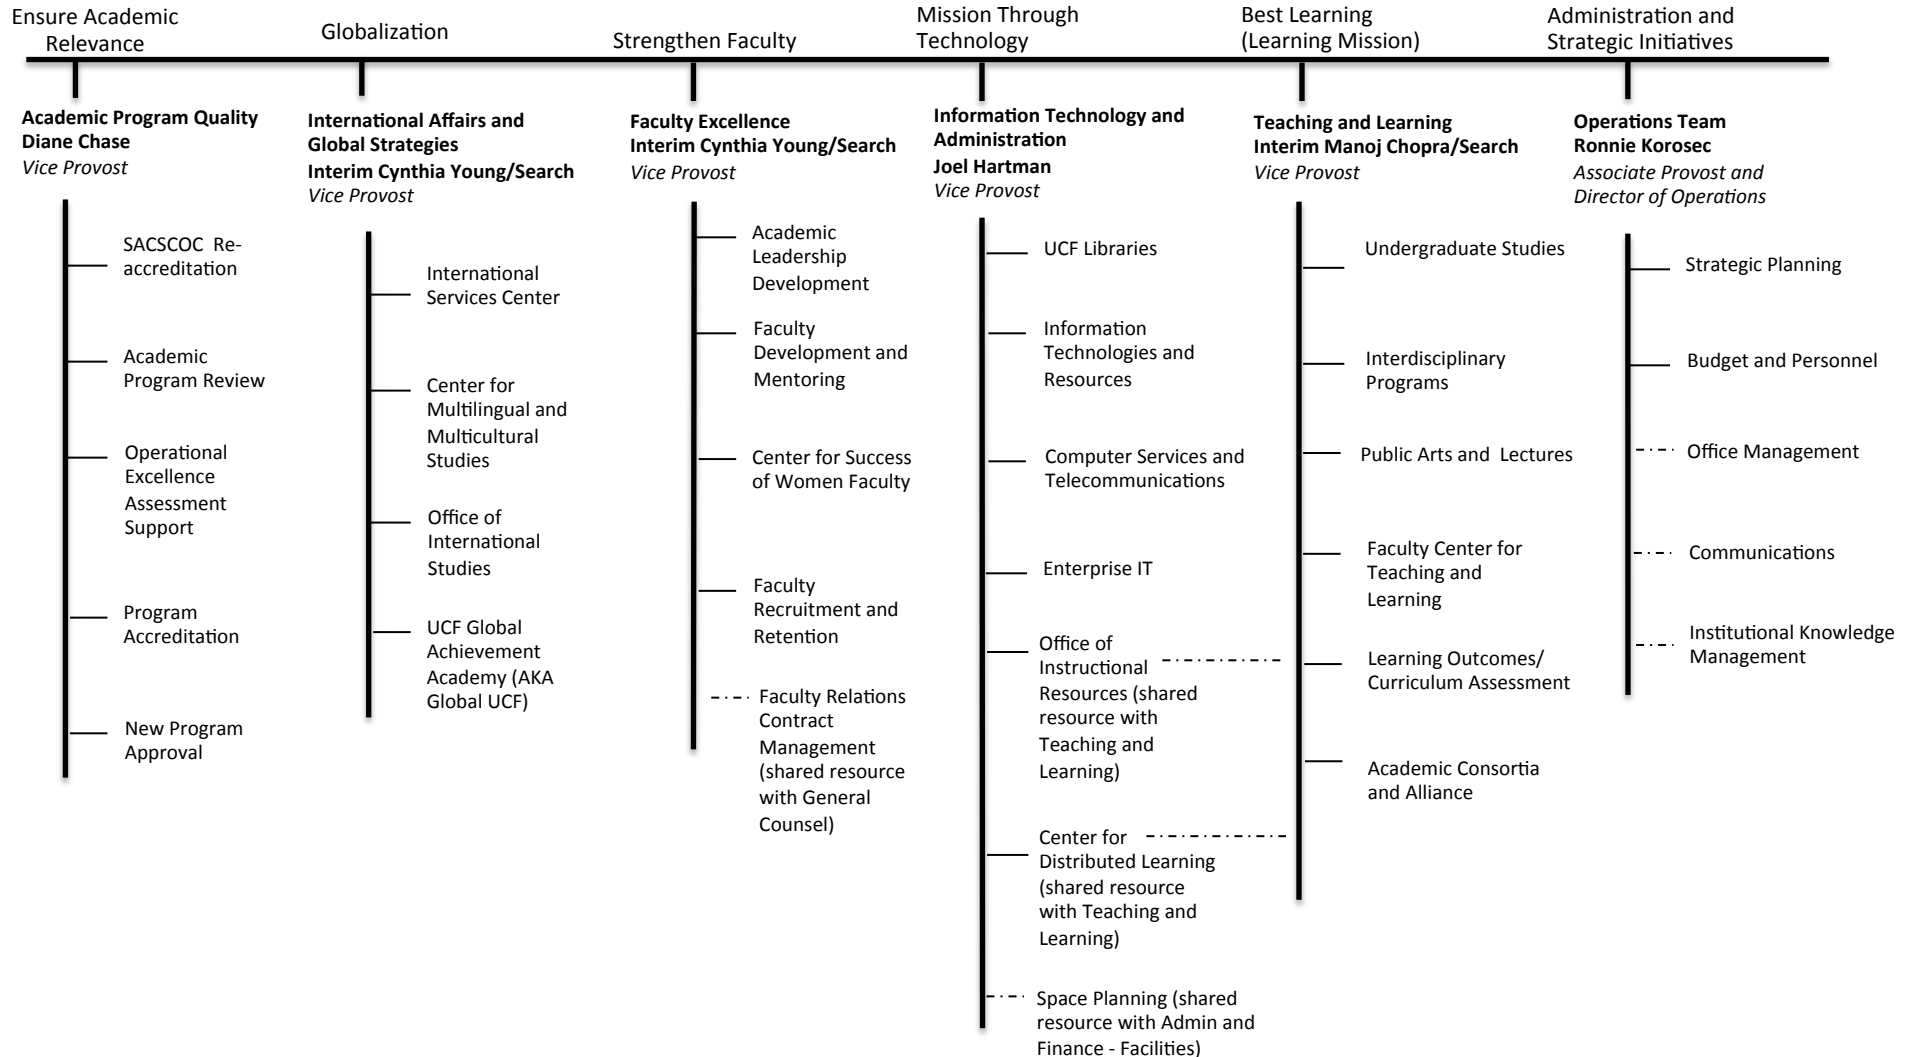 Ensure Academic
Relevance
Globalization
Strengthen Faculty
Mission Through
Technology
Best Learning
(Learning Mission)
Administration and
Strategic Initiatives
Academic Program Quality
Diane Chase
Vice Provost
SACSCOC Re-
accreditation
Academic
Program Review
Operational
Excellence
Assessment
Support
Program
Accreditation
New Program
Approval
International Affairs and
Global Strategies
Interim Cynthia Young/Search
Vice Provost
International
Services Center
Center for
Multilingual and
Multicultural
Studies
Office of
International
Studies
UCF Global
Achievement
Academy (AKA
Global UCF)
Faculty Excellence
Interim Cynthia Young/Search
Vice Provost
Academic
Leadership
Development
Faculty
Development and
Mentoring
Center for Success
of Women Faculty
Faculty
Recruitment and
Retention
Faculty Relations
Contract
Management
(shared resource
with General
Counsel)
Information Technology and
Administration
Joel Hartman
Vice Provost
UCF Libraries
Information
Technologies and
Resources
Computer Services and
Telecommunications
Enterprise IT
Office of
Instructional
Resources (shared
resource with
Teaching and
Learning)
Center for
Distributed Learning
(shared resource
with Teaching and
Learning)
Space Planning (shared
resource with Admin and
Finance - Facilities)
Teaching and Learning
Interim Manoj Chopra/Search
Vice Provost
Undergraduate Studies
Interdisciplinary
Programs
Public Arts and Lectures
Faculty Center for
Teaching and
Learning
Learning Outcomes/
Curriculum Assessment
Academic Consortia
and Alliance
Operations Team
Ronnie Korosec
Associate Provost and
Director of Operations
Strategic Planning
Budget and Personnel
Office Management
Communications
Institutional Knowledge
Management